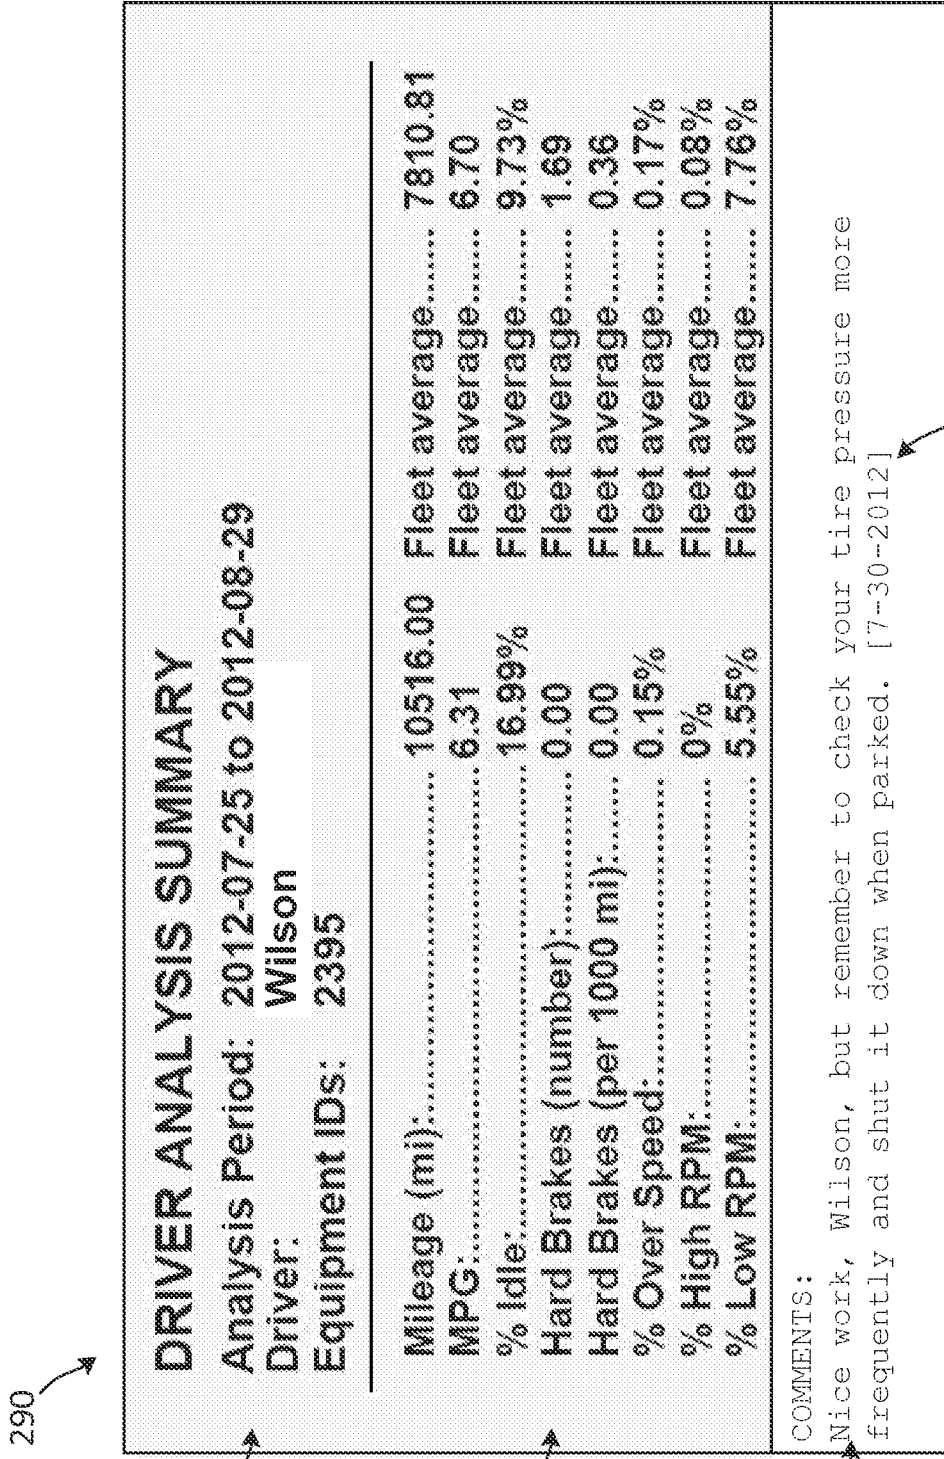 290
DRIVER ANALYSIS SUMMARY
Analysis Period: 2012-07-25 to 2012-08-29
Driver: Wilson
Equipment IDs: 2395
Mileage (mi):................................ 10516.00 Fleet average....... 7810.81
MPG:................................ 6.31 Fleet average....... 6.70
% Idle:................................ 16.99% Fleet average....... 9.73%
Hard Brakes (number):............ 0.00 Fleet average....... 1.69
Hard Brakes (per 1000 mi):....... 0.00 Fleet average....... 0.36
% Over Speed:........................ 0.15% Fleet average....... 0.17%
% High RPM:........................ 0% Fleet average....... 0.08%
% Low RPM:........................ 5.55% Fleet average....... 7.76%
COMMENTS:
Nice work, Wilson, but remember to check your tire pressure more
frequently and shut it down when parked. [7-30-2012]